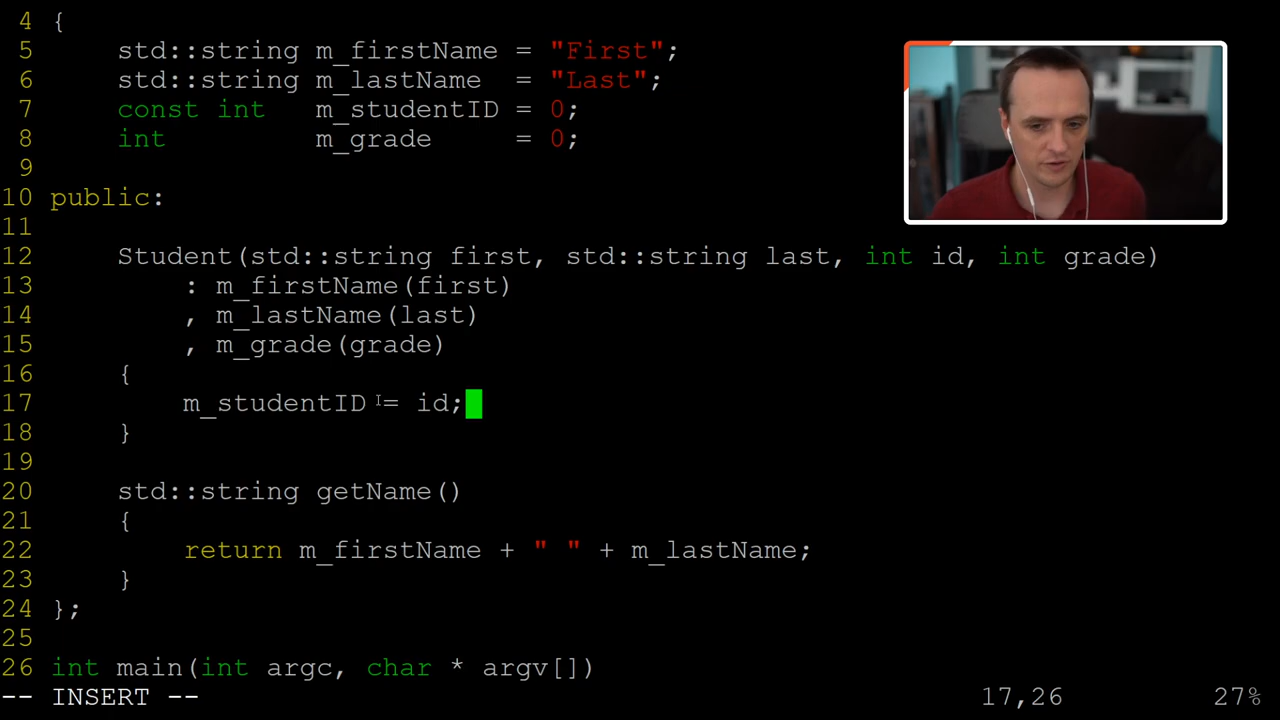 4 {
5     std::string m_firstName = "First";
6     std::string m_lastName  = "Last";
7     const int   m_studentID = 0;
8     int         m_grade     = 0;
9
10 public:
11
12     Student(std::string first, std::string last, int id, int grade)
13         : m_firstName(first)
14         , m_lastName(last)
15         , m_grade(grade)
16     {
17         m_studentID = id;
18     }
19
20     std::string getName()
21     {
22         return m_firstName + " " + m_lastName;
23     }
24 };
25
26 int main(int argc, char * argv[])
-- INSERT -- 17,26 27%